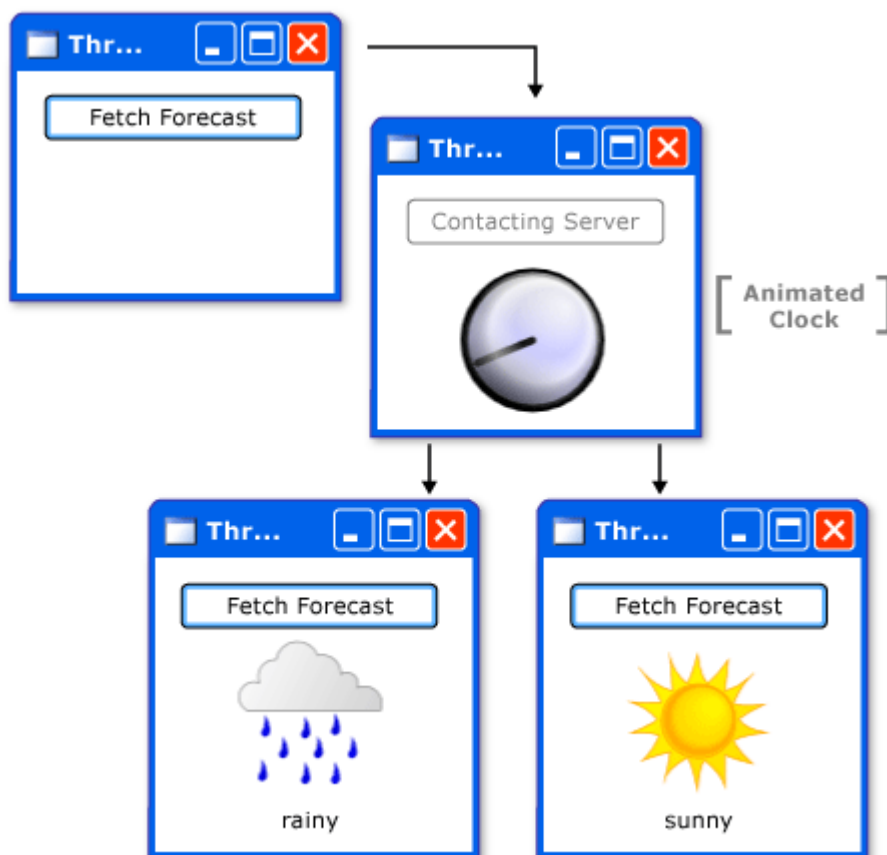 Thr...
Fetch Forecast
Thr...
Contacting Server
[ Animated
Clock ]
Thr...
Fetch Forecast
rainy
Thr...
Fetch Forecast
sunny